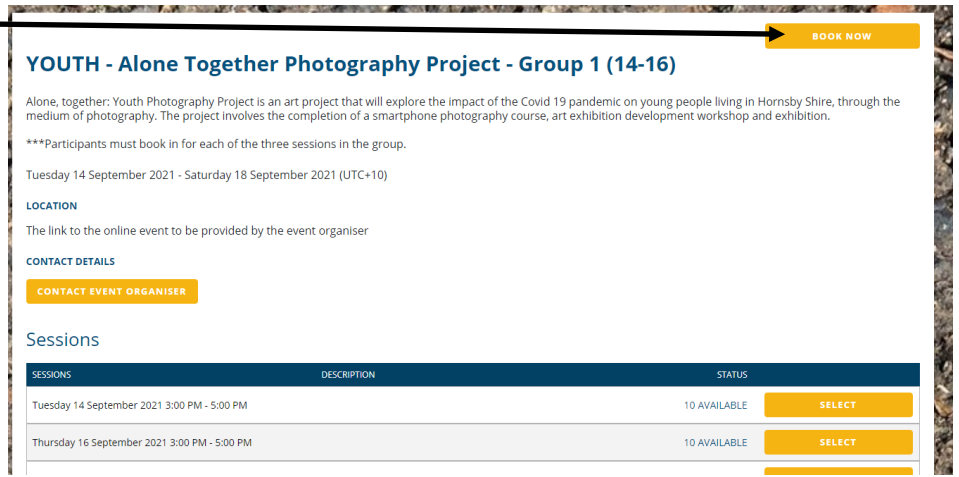 BOOK NOW
YOUTH - Alone Together Photography Project - Group 1 (14-16)
Alone, together: Youth Photography Project is an art project that will explore the impact of the Covid 19 pandemic on young people living in Hornsby Shire, through the
medium of photography. The project involves the completion of a smartphone photography course, art exhibition development workshop and exhibition.
***Participants must book in for each of the three sessions in the group.
Tuesday 14 September 2021 - Saturday 18 September 2021 (UTC+10)
LOCATION
The link to the online event to be provided by the event organiser
CONTACT DETAILS
CONTACT EVENT ORGANISER
Sessions
SESSIONS DESCRIPTION STATUS
Tuesday 14 September 2021 3:00 PM - 5:00 PM 10 AVAILABLE SELECT
Thursday 16 September 2021 3:00 PM - 5:00 PM 10 AVAILABLE SELECT